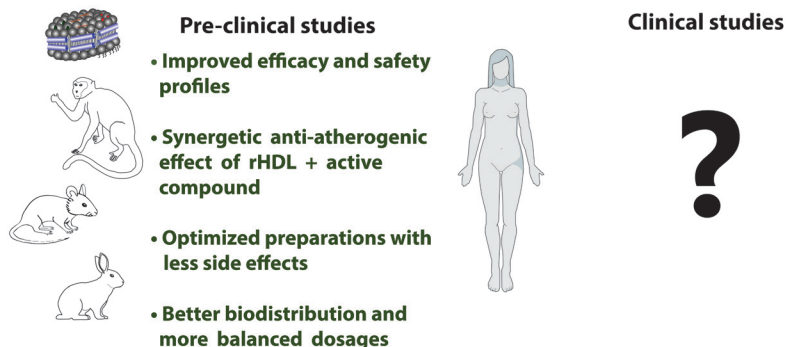 Pre-clinical studies
• Improved efficacy and safety
profiles
• Synergetic anti-atherogenic
effect of rHDL + active
compound
• Optimized preparations with
less side effects
• Better biodistribution and
more balanced dosages
Clinical studies
?